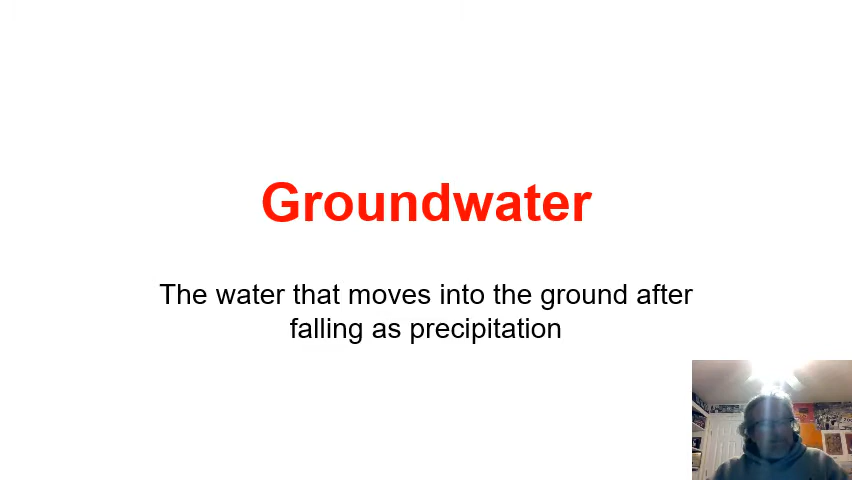 Groundwater
The water that moves into the ground after
falling as precipitation